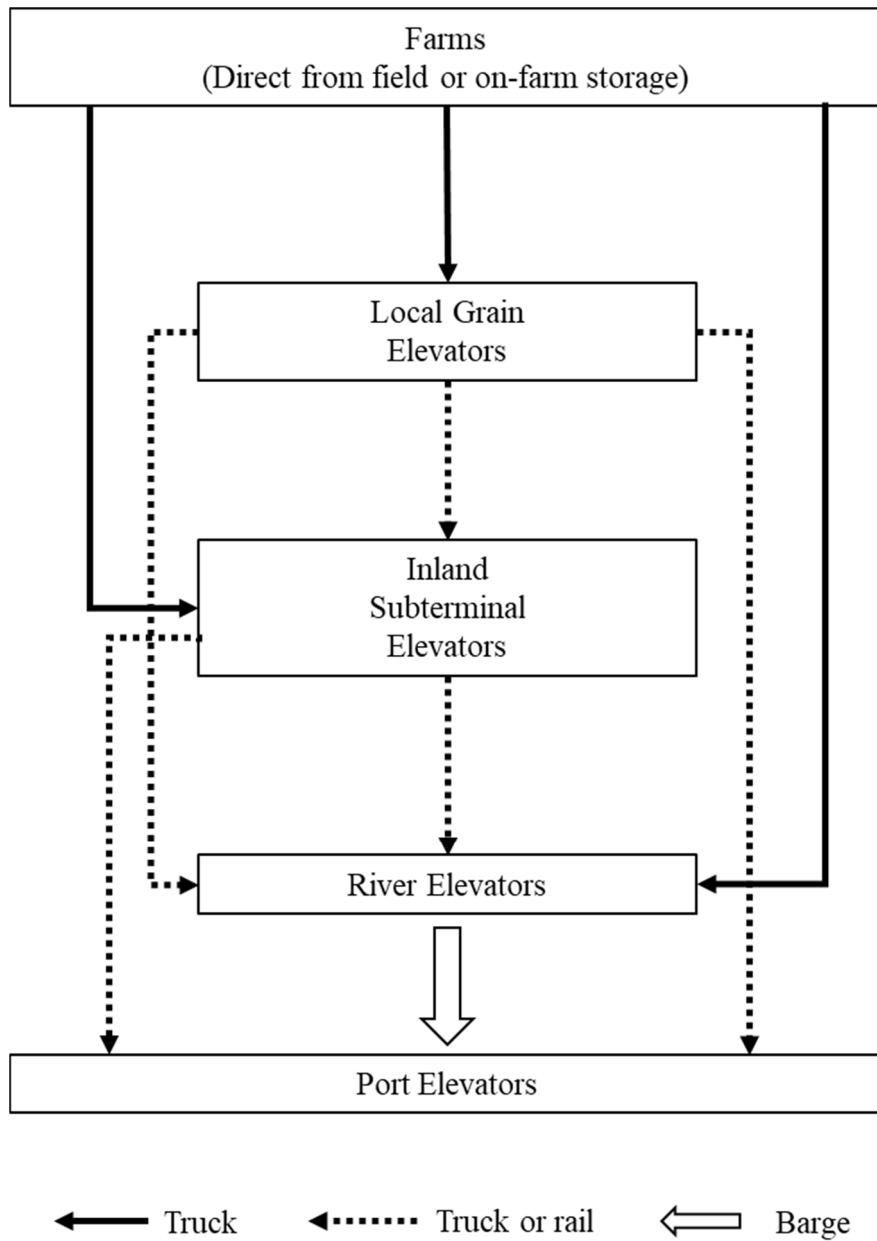 Farms
(Direct from field or on-farm storage)
Local Grain
Elevators
Inland
Subterminal
Elevators
River Elevators
Port Elevators
Truck
Truck or rail
Barge